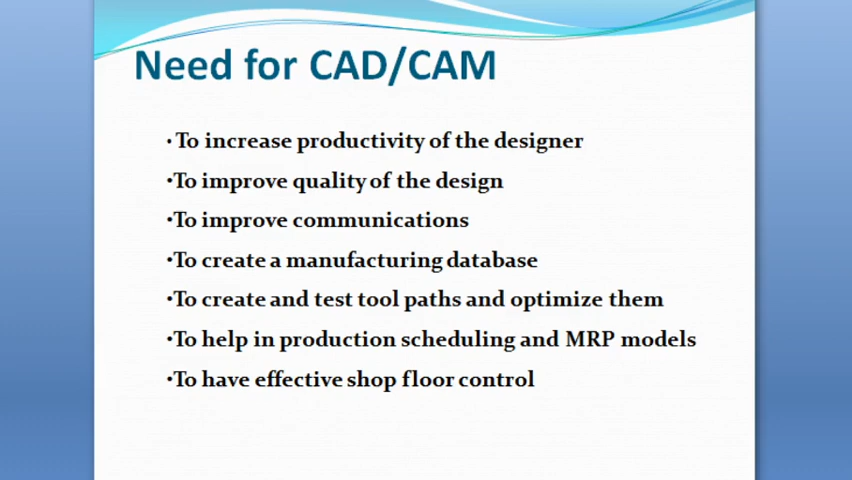 Need for CAD/CAM
• To increase productivity of the designer
•To improve quality of the design
•To improve communications
•To create a manufacturing database
•To create and test tool paths and optimize them
•To help in production scheduling and MRP models
•To have effective shop floor control